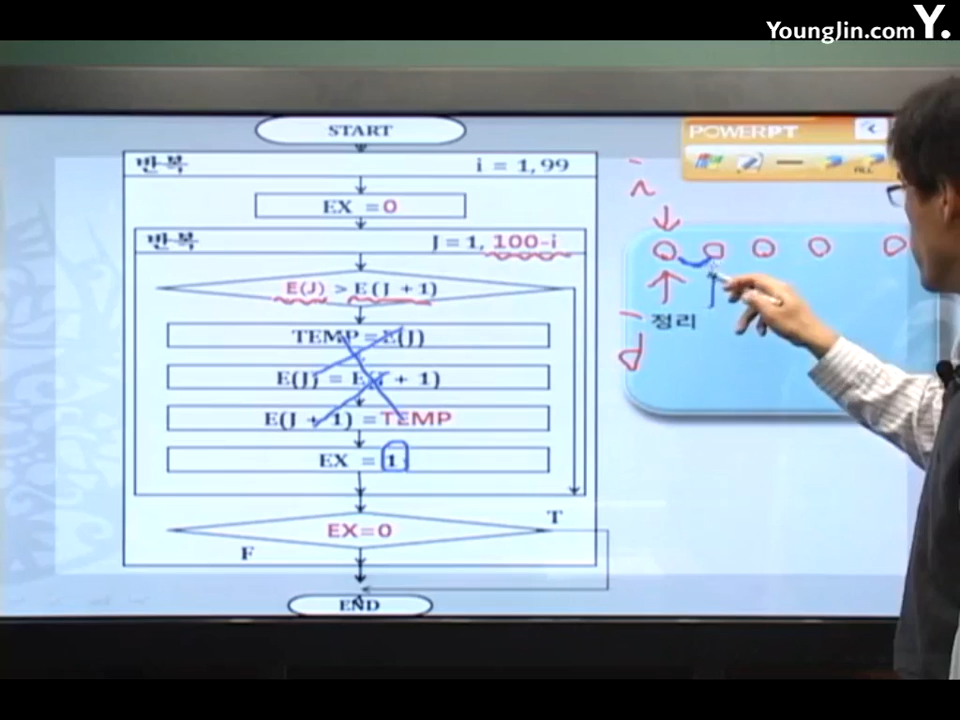 YoungJin.com Y.
START
POWERPT
반복 i = 1, 99
ALL
EX = 0
반복 J = 1, 100-i
E(J) > E(J + 1)
TEMP = E(J)
정리
E(J) = E(J + 1)
E(J + 1) = TEMP
EX = 1
T
EX=0
F
END